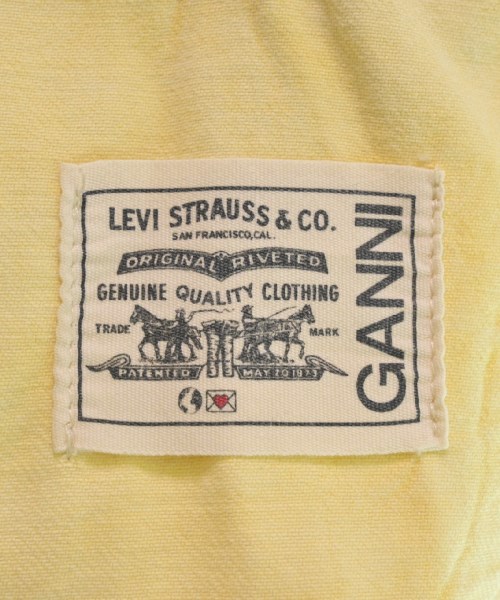 LEVI STRAUSS & CO.
SAN FRANCISCO, CAL.
ORIGINAL RIVETED
GENUINE QUALITY CLOTHING
TRADE MARK
PATENTED MAY 20 1873
GANNI